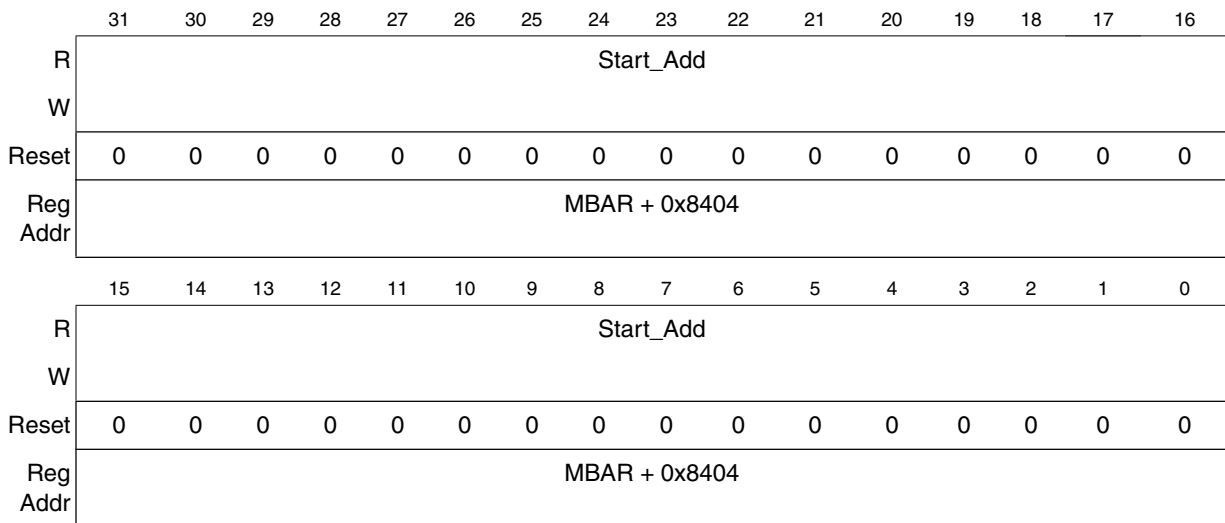 31 30 29 28 27 26 25 24 23 22 21 20 19 18 17 16
R Start_Add
W
Reset 0 0 0 0 0 0 0 0 0 0 0 0 0 0 0 0
Reg MBAR + 0x8404
Addr
15 14 13 12 11 10 9 8 7 6 5 4 3 2 1 0
R Start_Add
W
Reset 0 0 0 0 0 0 0 0 0 0 0 0 0 0 0 0
Reg MBAR + 0x8404
Addr